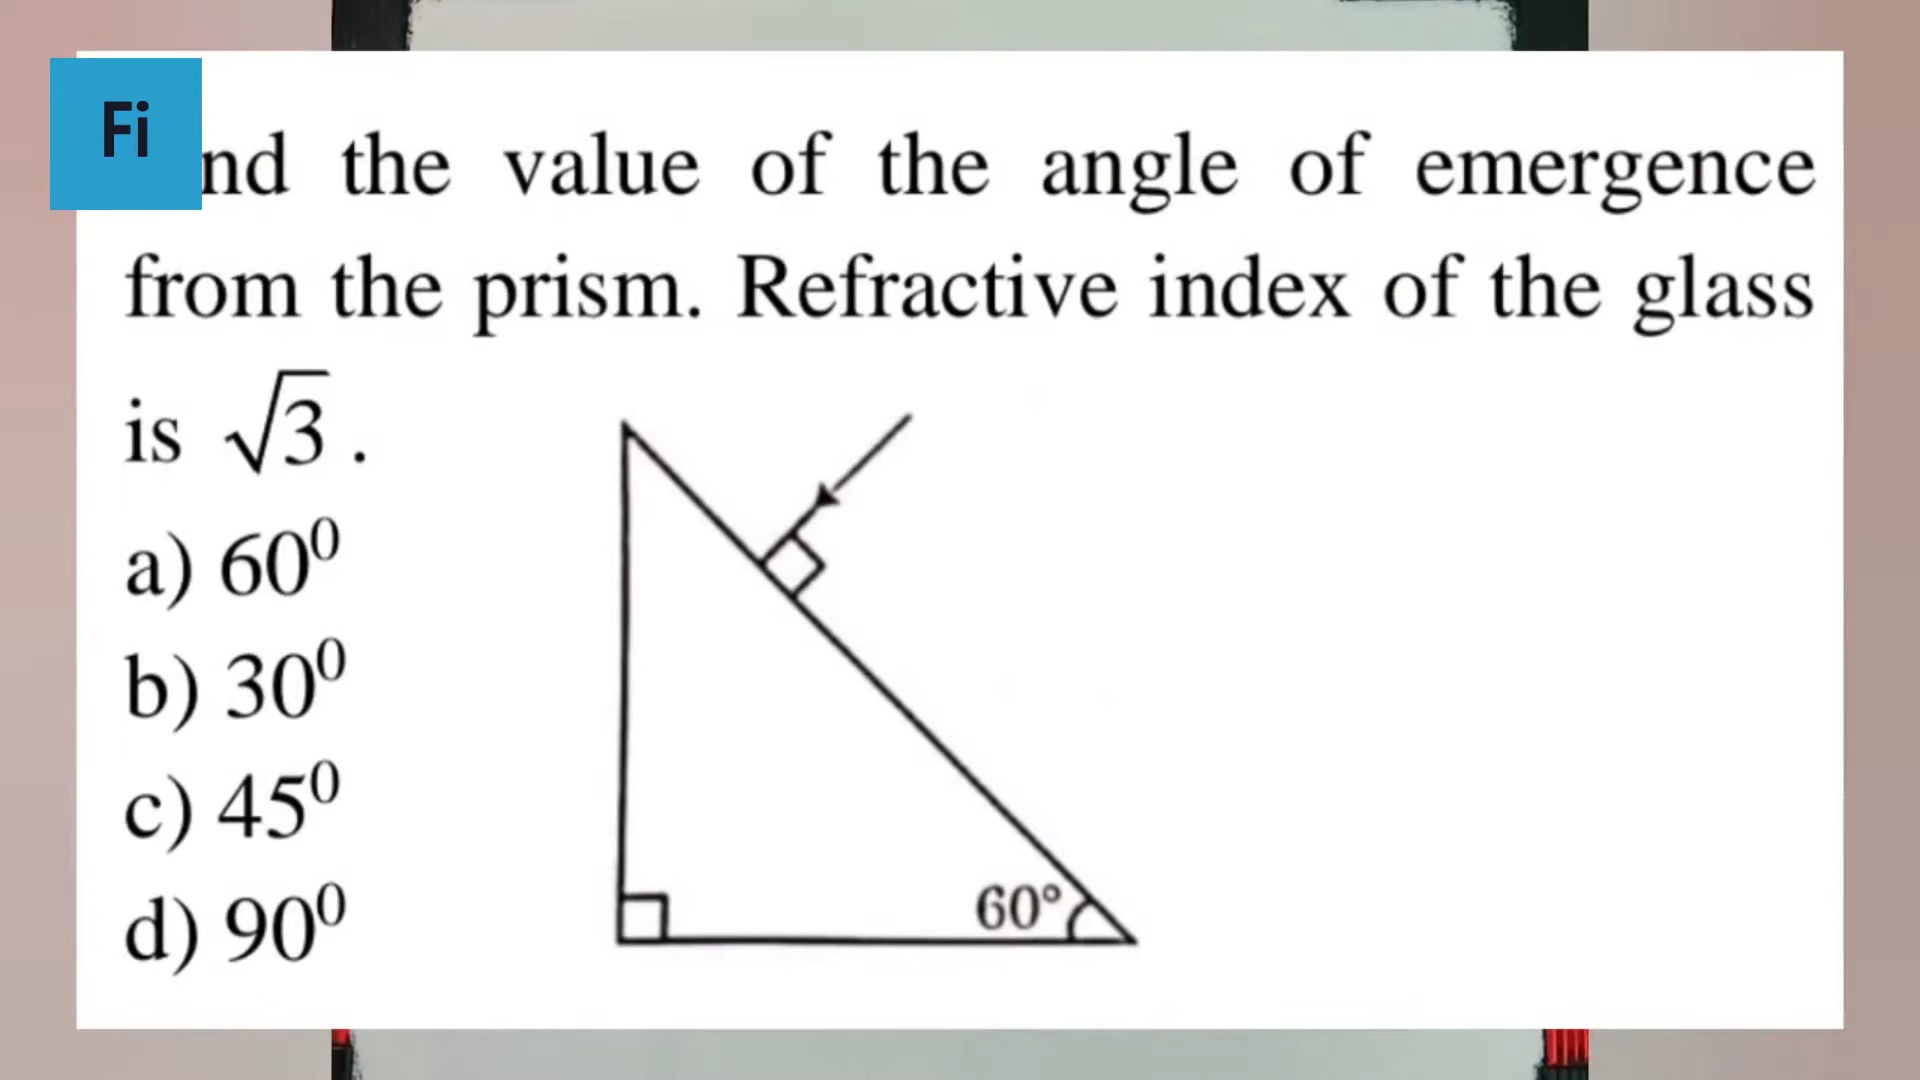 Fi
nd the value of the angle of emergence
from the prism. Refractive index of the glass
is √3 .
a) 60⁰
b) 30⁰
c) 45⁰
d) 90⁰
60°